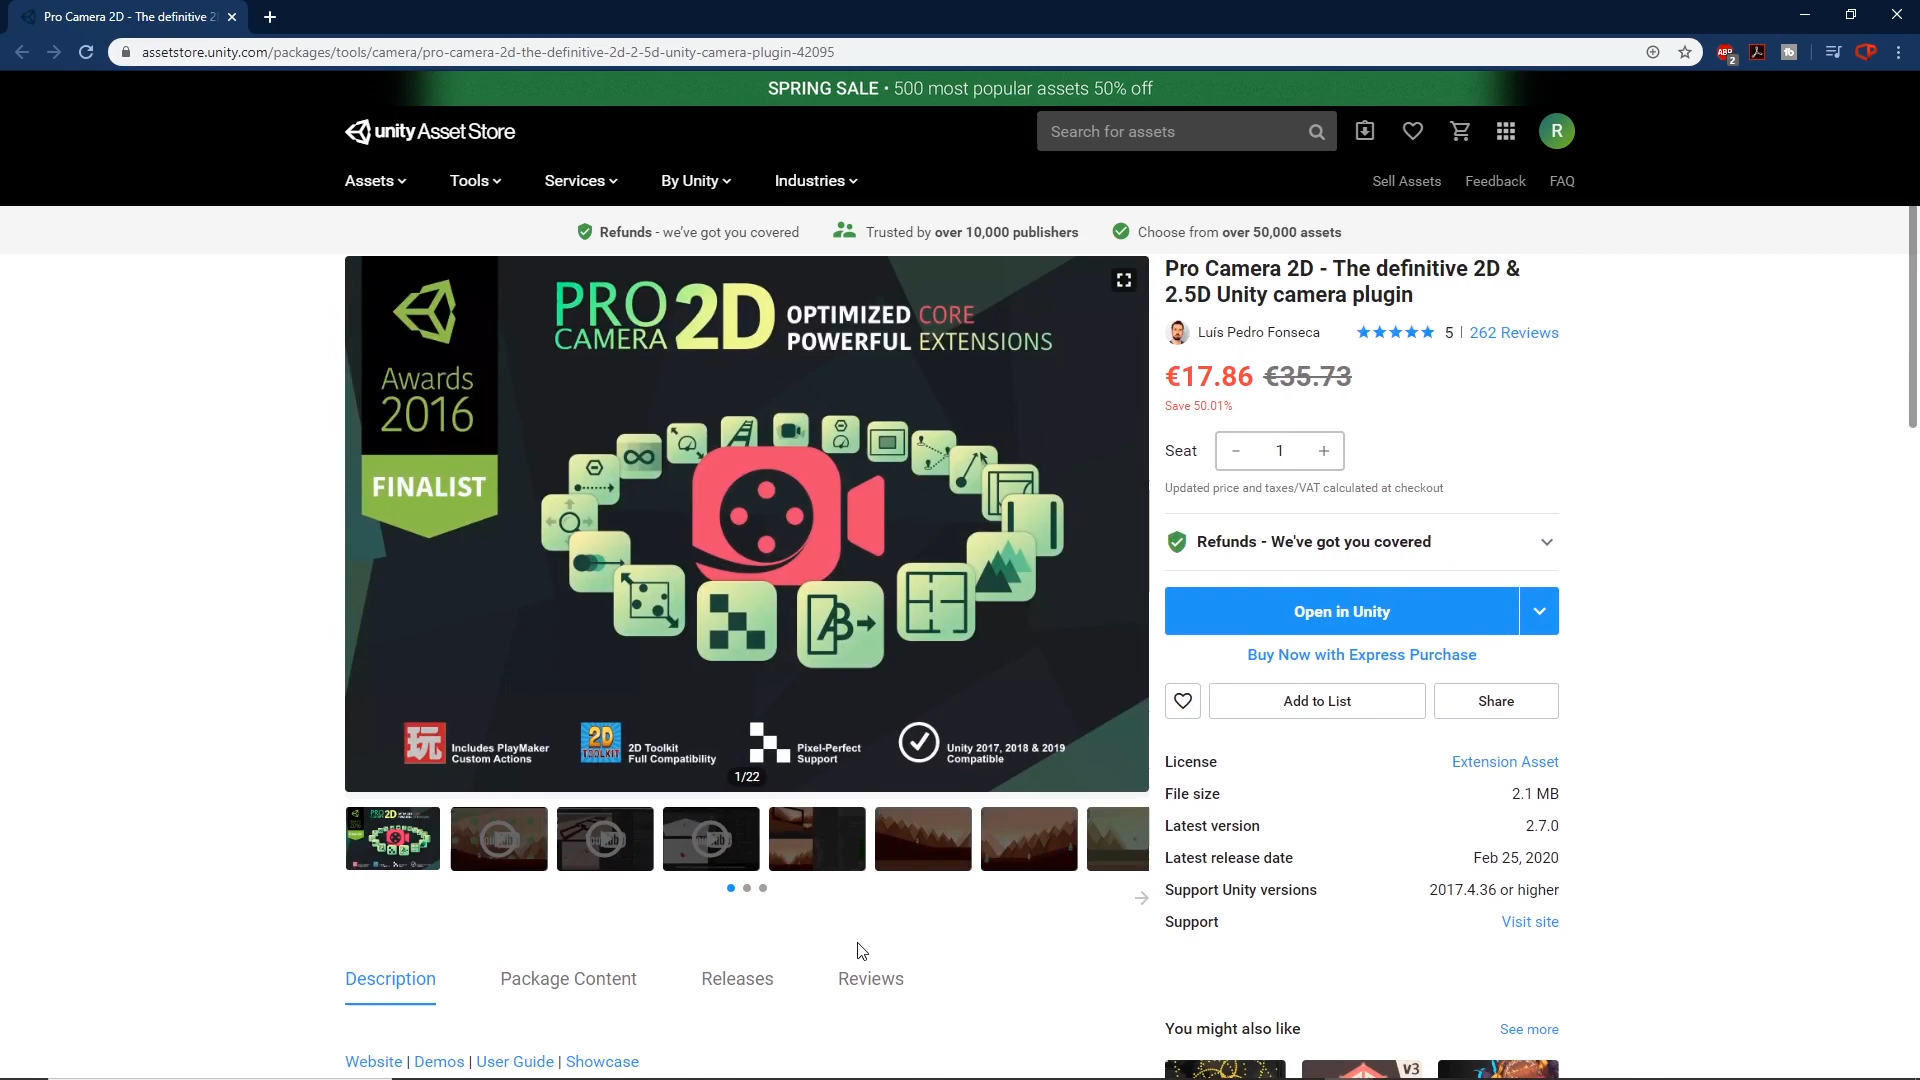 Pro Camera 2D - The definitive 2
assetstore.unity.com/packages/tools/camera/pro-camera-2d-the-definitive-2d-2-5d-unity-camera-plugin-42095
ABP
2
SPRING SALE • 500 most popular assets 50% off
unity Asset Store
Search for assets
R
Assets
Tools
Services
By Unity
Industries
Sell Assets
Feedback
FAQ
Refunds - we've got you covered
Trusted by over 10,000 publishers
Choose from over 50,000 assets
Awards
2016
FINALIST
PRO
CAMERA
2D
OPTIMIZED CORE
POWERFUL EXTENSIONS
玩
Includes PlayMaker
Custom Actions
2D
TOOLKIT
2D Toolkit
Full Compatibility
Pixel-Perfect
Support
Unity 2017, 2018 & 2019
Compatible
1/22
Pro Camera 2D - The definitive 2D &
2.5D Unity camera plugin
Luís Pedro Fonseca
5 | 262 Reviews
€17.86 €35.73
Save 50.01%
Seat
- 1 +
Updated price and taxes/VAT calculated at checkout
Refunds - We've got you covered
Open in Unity
Buy Now with Express Purchase
Add to List
Share
License
Extension Asset
File size
2.1 MB
Latest version
2.7.0
Latest release date
Feb 25, 2020
Support Unity versions
2017.4.36 or higher
Support
Visit site
Description
Package Content
Releases
Reviews
Website | Demos | User Guide | Showcase
You might also like
See more
V3